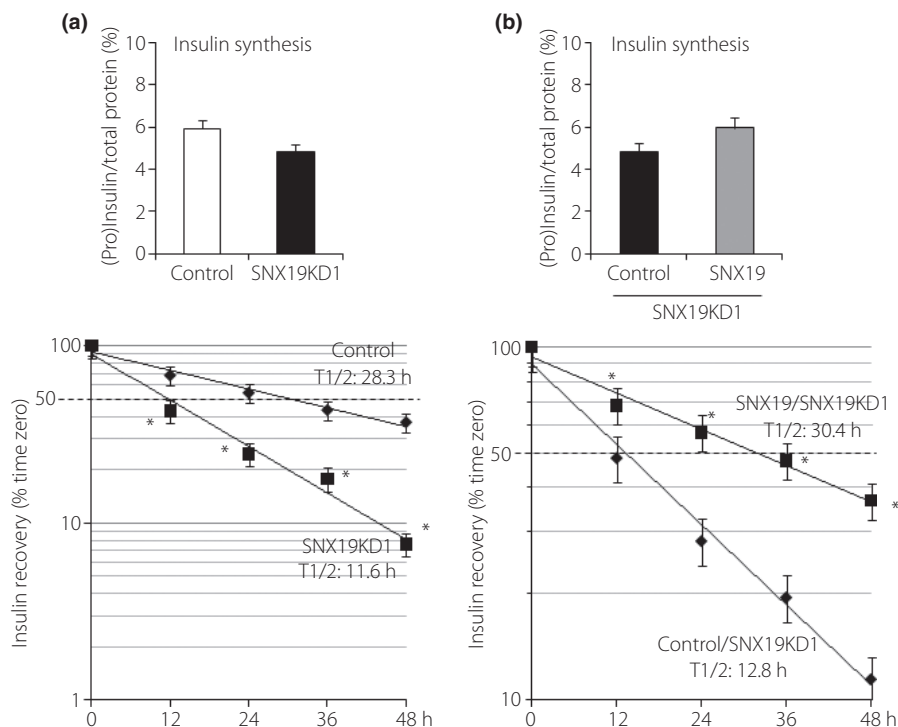 (a)
Insulin synthesis
(Pro)Insulin/total protein (%)
10
8
6
4
2
0
Control SNX19KD1
(b)
Insulin synthesis
(Pro)Insulin/total protein (%)
10
8
6
4
2
0
Control SNX19
SNX19KD1
Insulin recovery (% time zero)
100
50
10
1
Control
T1/2: 28.3 h
*
*
*
*
SNX19KD1
T1/2: 11.6 h
0 12 24 36 48 h
Insulin recovery (% time zero)
100
50
10
*
*
*
*
SNX19/SNX19KD1
T1/2: 30.4 h
Control/SNX19KD1
T1/2: 12.8 h
0 12 24 36 48 h